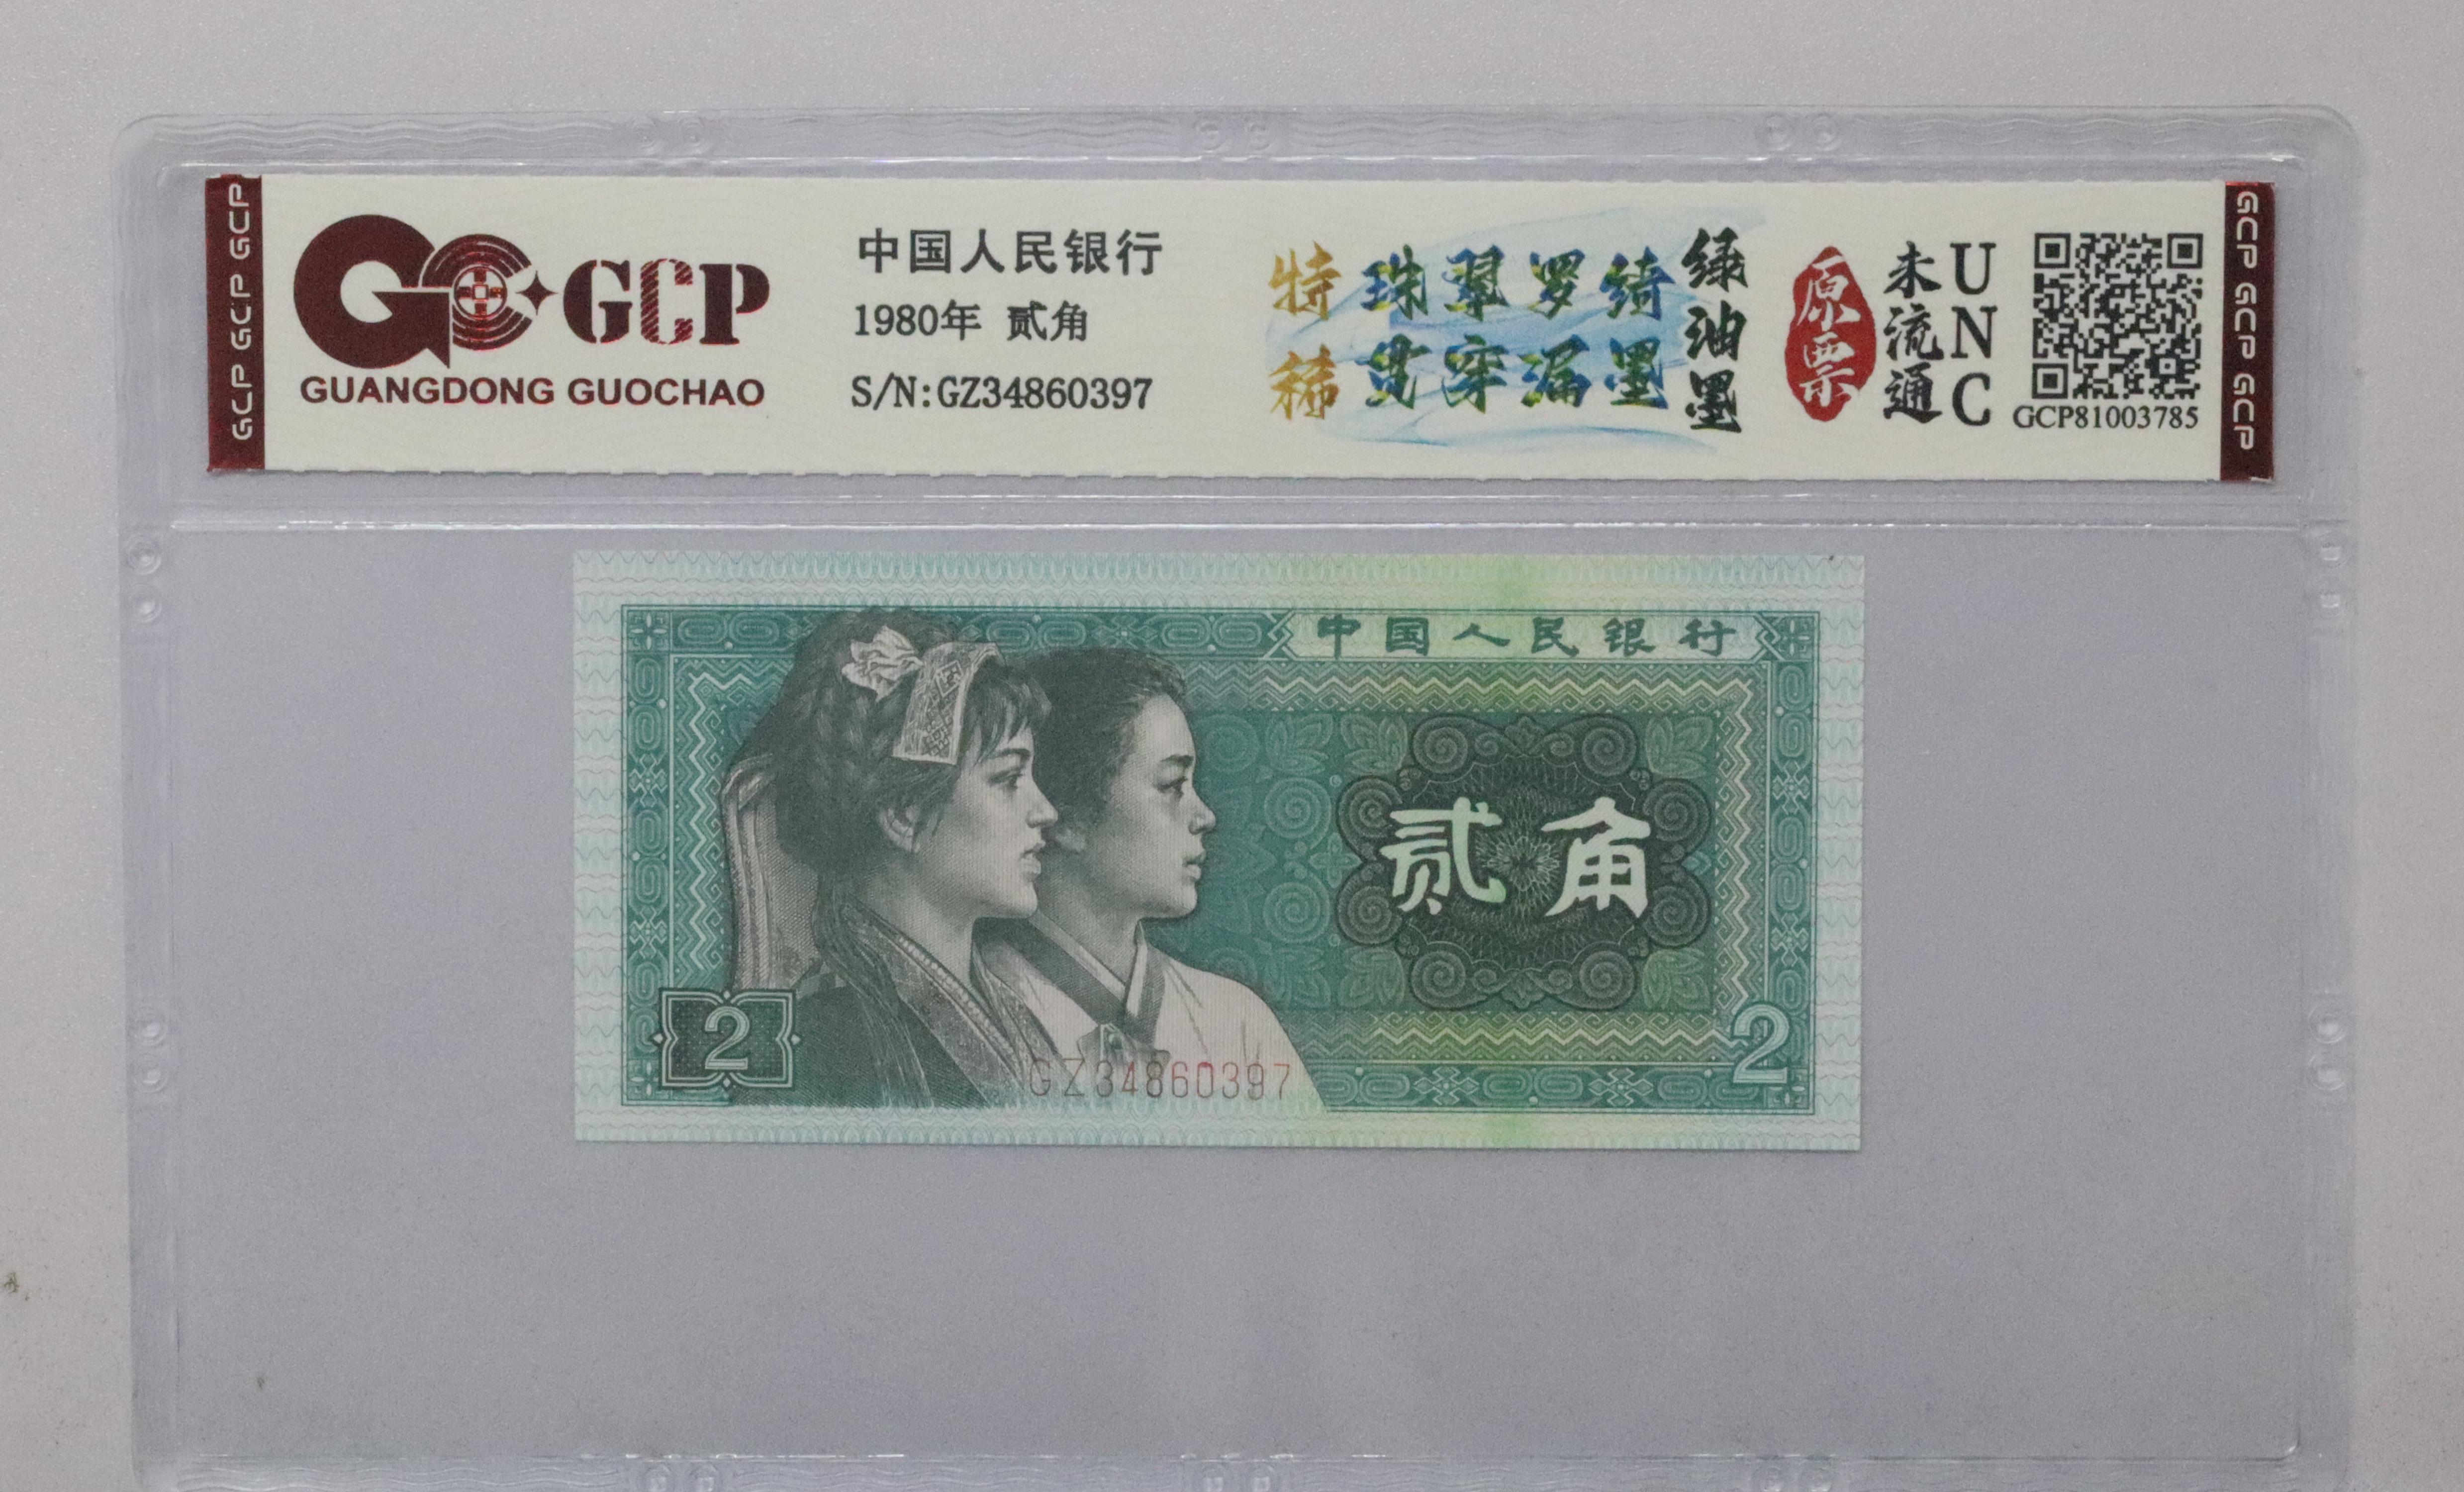 GCP GCP GCP
GCP
GUANGDONG GUOCHAO
中国人民银行
1980年 贰角
S/N:GZ34860397
特稀
珠翠罗绮
贯穿漏墨
绿油墨
原票
未流通
UNC
GCP81003785
GCP GCP GCP
中国人民银行
贰角
2
2
GZ34860397